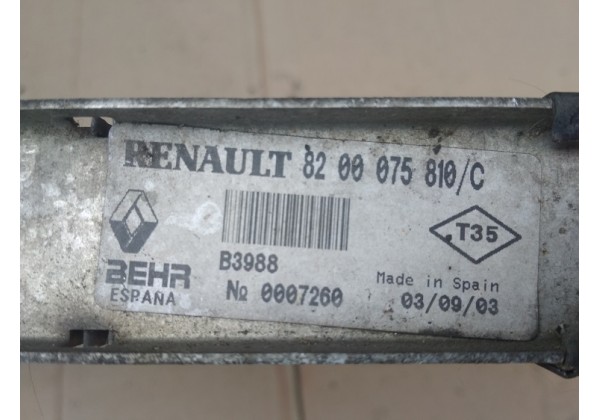 RENAULT 82 00 075 810/C
BEHR
ESPAÑA
B3988
№ 0007260
T35
Made in Spain
03/09/03